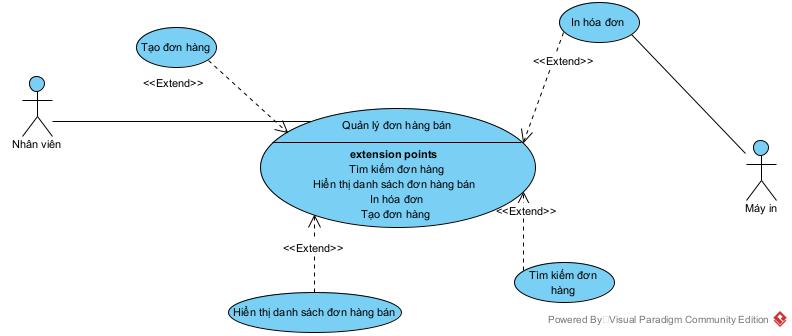 In hóa đơn
Tạo đơn hàng
<<Extend>>
<<Extend>>
Nhân viên
Quản lý đơn hàng bán
extension points
Tìm kiếm đơn hàng
Hiển thị danh sách đơn hàng bán
In hóa đơn
Tạo đơn hàng
Máy in
<<Extend>>
<<Extend>>
Tìm kiếm đơn
hàng
Hiển thị danh sách đơn hàng bán
Powered By Visual Paradigm Community Edition